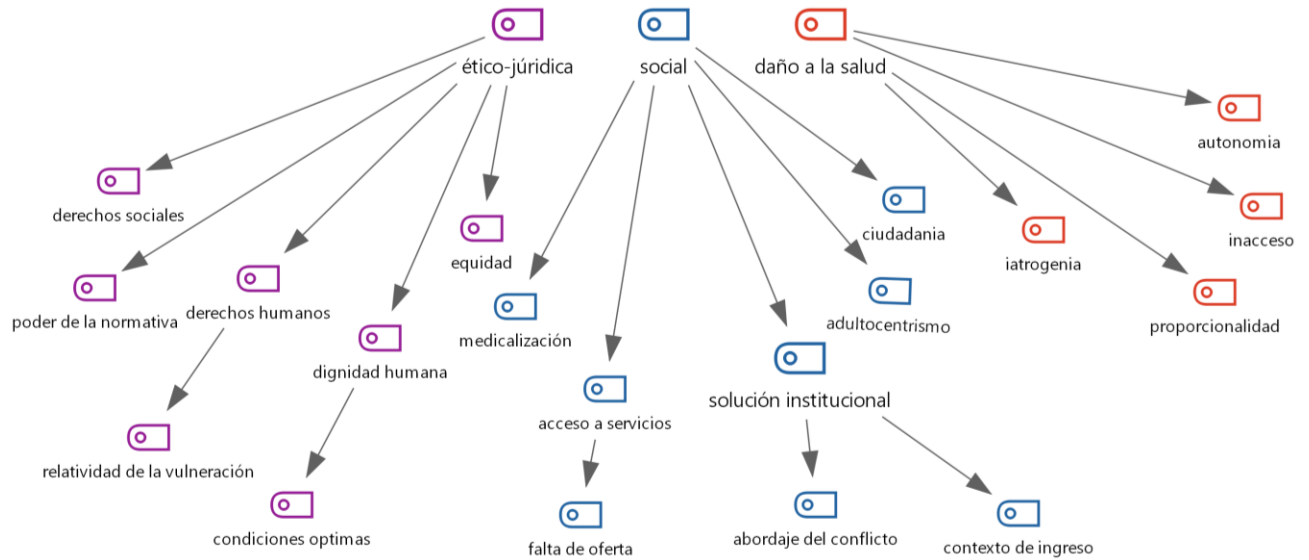 ético-júridica
social
daño a la salud
autonomia
derechos sociales
equidad
ciudadania
iatrogenia
inacceso
poder de la normativa
derechos humanos
medicalización
adultocentrismo
proporcionalidad
dignidad humana
acceso a servicios
solución institucional
relatividad de la vulneración
condiciones optimas
falta de oferta
abordaje del conflicto
contexto de ingreso